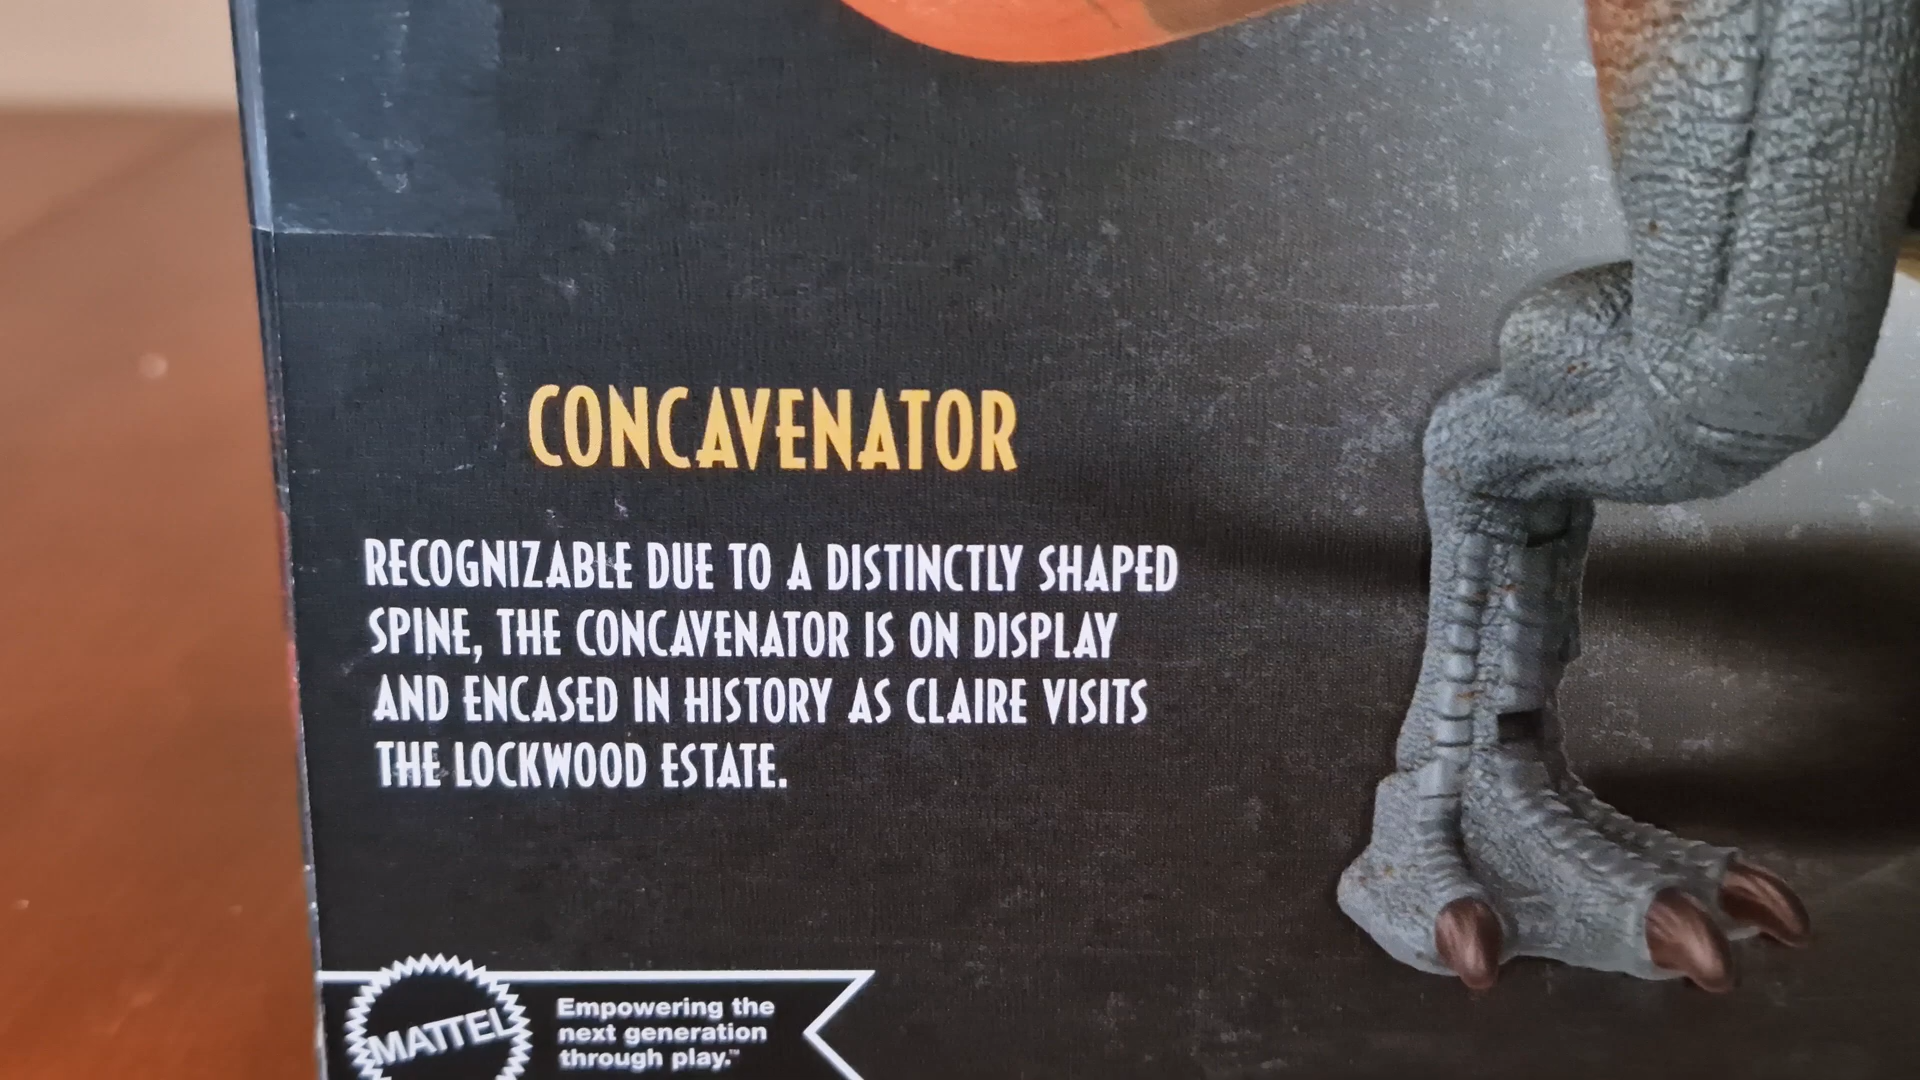 CONCAVENATOR
RECOGNIZABLE DUE TO A DISTINCTLY SHAPED
SPINE, THE CONCAVENATOR IS ON DISPLAY
AND ENCASED IN HISTORY AS CLAIRE VISITS
THE LOCKWOOD ESTATE.
MATTEL
Empowering the
next generation
through play.™